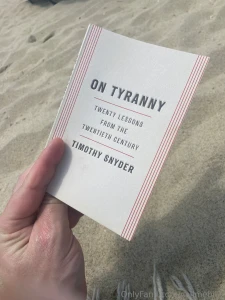 ON TYRANNY
TWENTY LESSONS
FROM THE
TWENTIETH CENTURY
TIMOTHY SNYDER